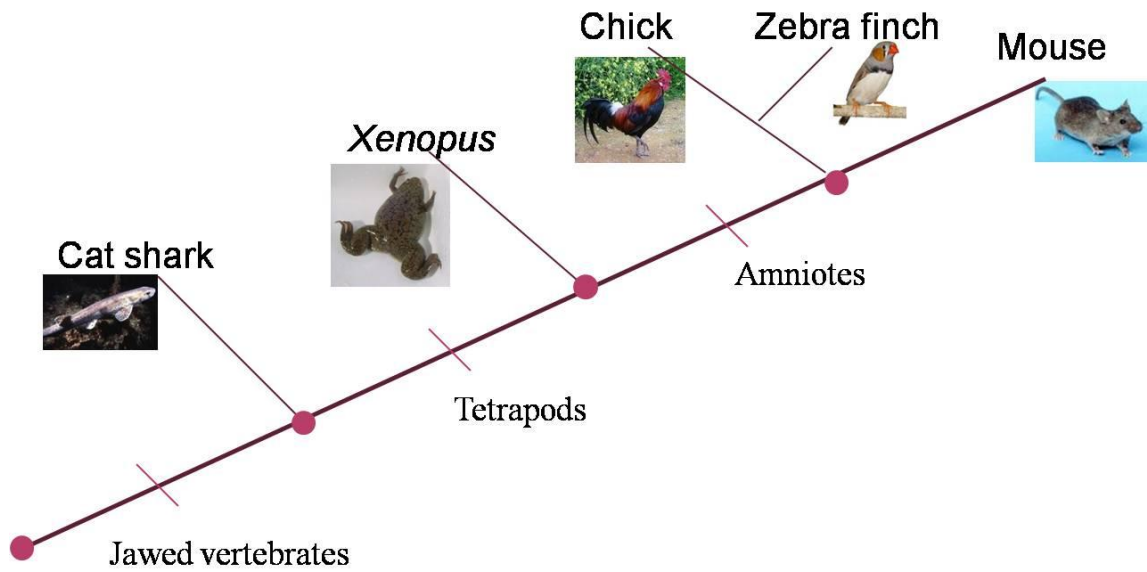 Chick
Zebra finch
Mouse
Xenopus
Cat shark
Amniotes
Tetrapods
Jawed vertebrates